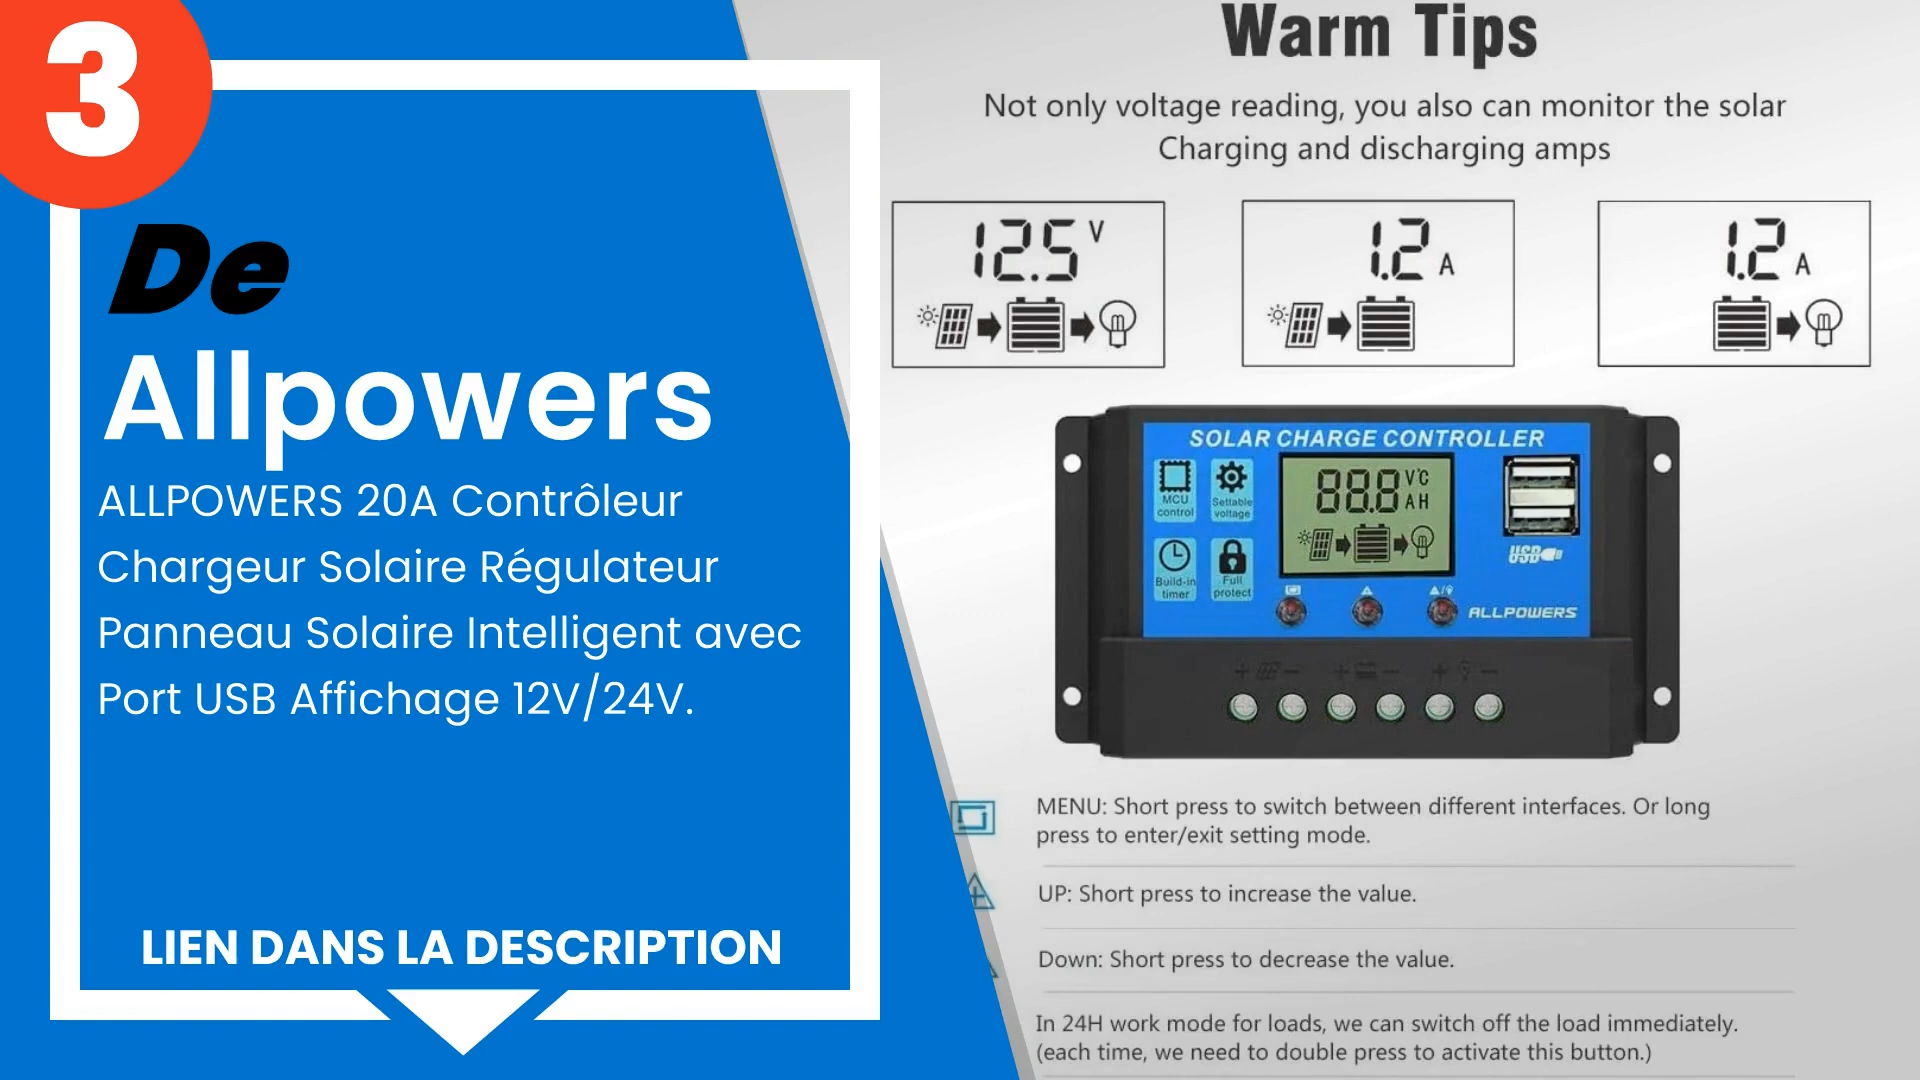 3
De
Allpowers
ALLPOWERS 20A Contrôleur
Chargeur Solaire Régulateur
Panneau Solaire Intelligent avec
Port USB Affichage 12V/24V.
LIEN DANS LA DESCRIPTION
Warm Tips
Not only voltage reading, you also can monitor the solar
Charging and discharging amps
12.5 V
1.2 A
1.2 A
SOLAR CHARGE CONTROLLER
MCU
control
Settable
voltage
Build-in
timer
Full
protect
88.8 V°C
AH
USB
ALLPOWERS
MENU: Short press to switch between different interfaces. Or long
press to enter/exit setting mode.
UP: Short press to increase the value.
Down: Short press to decrease the value.
In 24H work mode for loads, we can switch off the load immediately.
(each time, we need to double press to activate this button.)